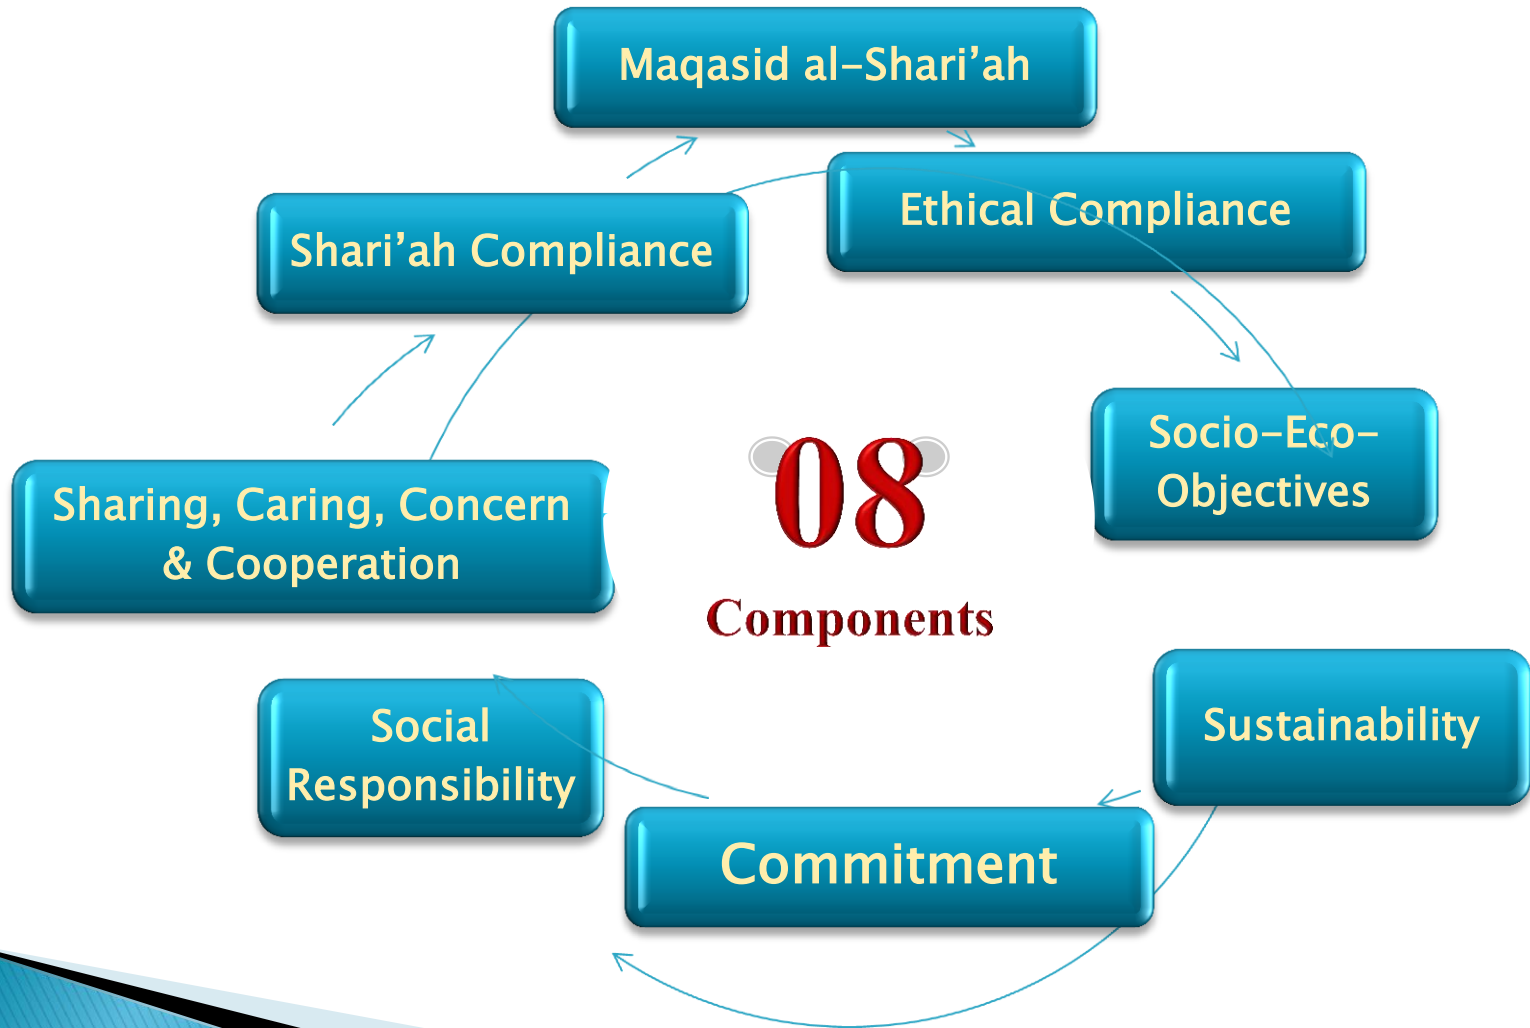 Maqasid al-Shari’ah
Ethical Compliance
Shari’ah Compliance
Socio-Eco-
Objectives
08
Sharing, Caring, Concern
& Cooperation
Components
Social
Responsibility
Sustainability
Commitment